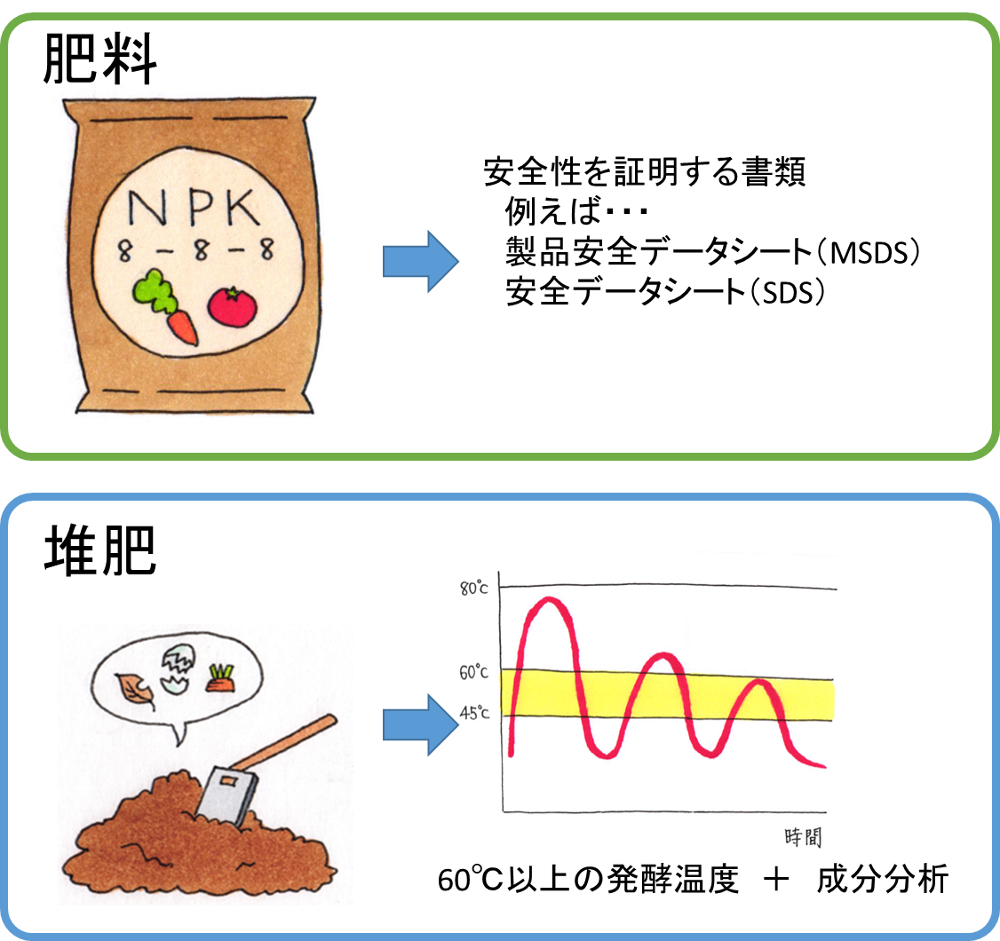 肥料
N P K
8 - 8 - 8
安全性を証明する書類
例えば・・・
製品安全データシート(MSDS)
安全データシート(SDS)
堆肥
80℃
60℃
45℃
時間
60℃以上の発酵温度 + 成分分析